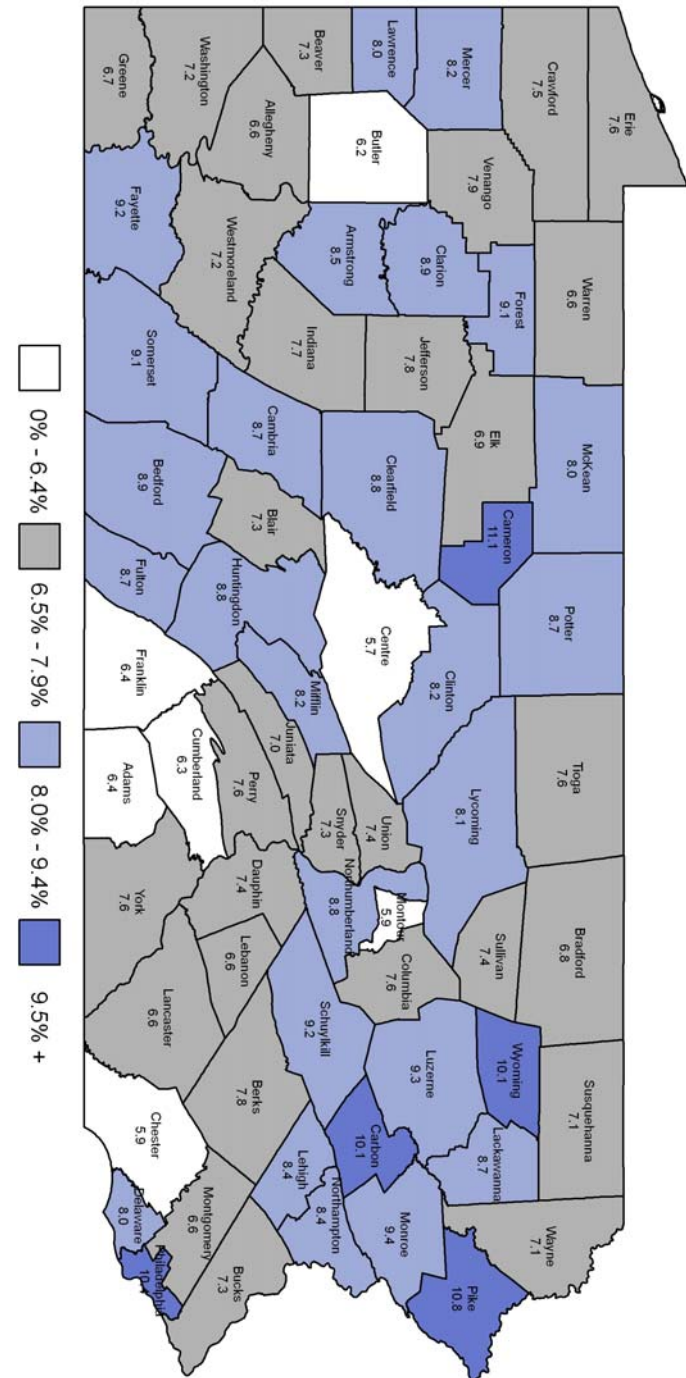 Erie
7.6
Crawford
7.5
Warren
6.6
McKean
8.0
Potter
8.7
Tioga
7.6
Bradford
6.8
Susquehanna
7.1
Wayne
7.1
Mercer
8.2
Venango
7.9
Forest
9.1
Elk
6.9
Cameron
11.1
Clinton
8.2
Lycoming
8.1
Sullivan
7.4
Wyoming
10.1
Lackawanna
8.7
Pike
10.8
Lawrence
8.0
Butler
6.2
Clarion
8.9
Jefferson
7.8
Clearfield
8.8
Centre
5.7
Union
7.4
Montour
5.9
Columbia
7.6
Luzerne
9.3
Monroe
9.4
Beaver
7.3
Armstrong
8.5
Indiana
7.7
Cambria
8.7
Blair
7.3
Huntingdon
8.8
Mifflin
8.2
Juniata
7.0
Snyder
7.3
Northumberland
8.8
Schuylkill
9.2
Carbon
10.1
Northampton
8.4
Lehigh
8.4
Allegheny
6.6
Westmoreland
7.2
Washington
7.2
Greene
6.7
Fayette
9.2
Somerset
9.1
Bedford
8.9
Fulton
8.7
Franklin
6.4
Perry
7.6
Cumberland
6.3
Adams
6.4
Dauphin
7.4
Lebanon
6.6
York
7.6
Lancaster
6.6
Berks
7.8
Chester
5.9
Montgomery
6.6
Bucks
7.3
Delaware
8.0
Philadelphia
0% - 6.4%
6.5% - 7.9%
8.0% - 9.4%
9.5% +